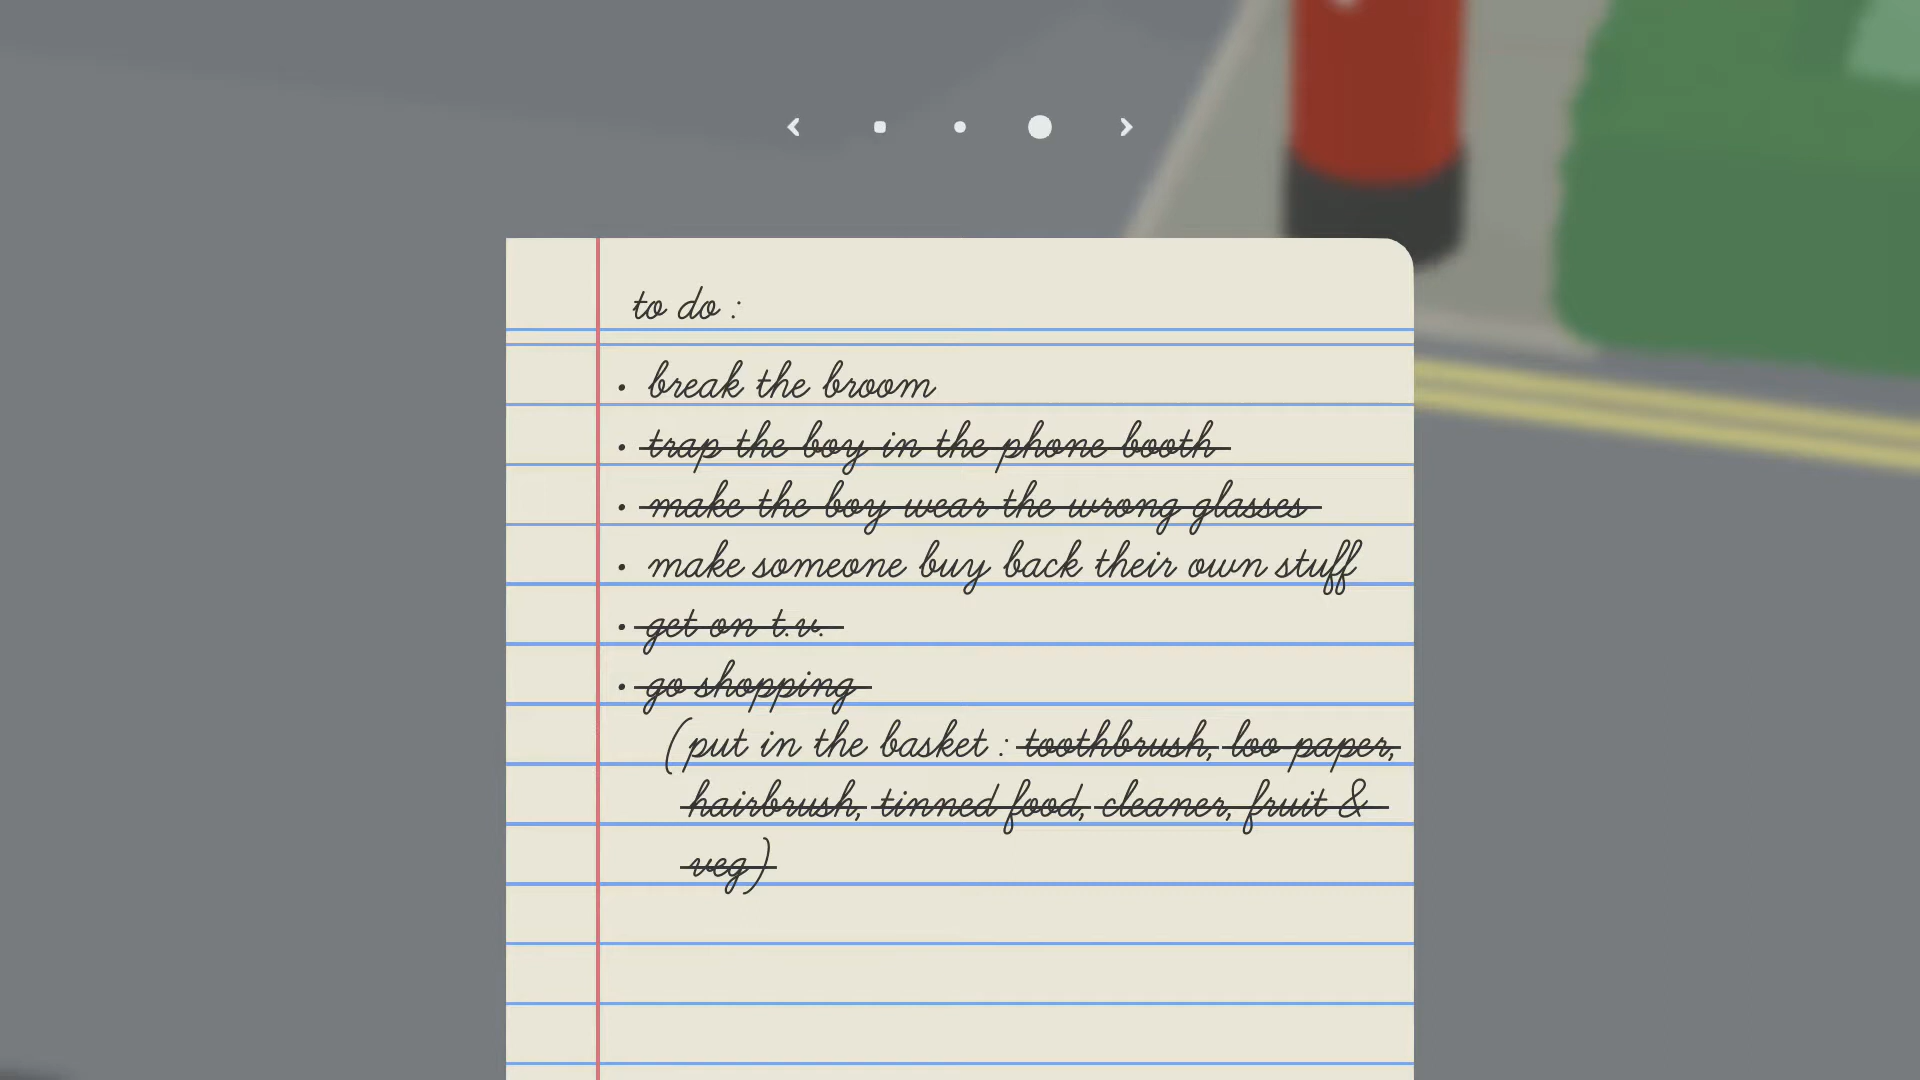 to do :
• break the broom
• trap the boy in the phone booth
• make the boy wear the wrong glasses
• make someone buy back their own stuff
• get on t.v.
• go shopping
(put in the basket : toothbrush, loo paper,
hairbrush, tinned food, cleaner, fruit &
veg)